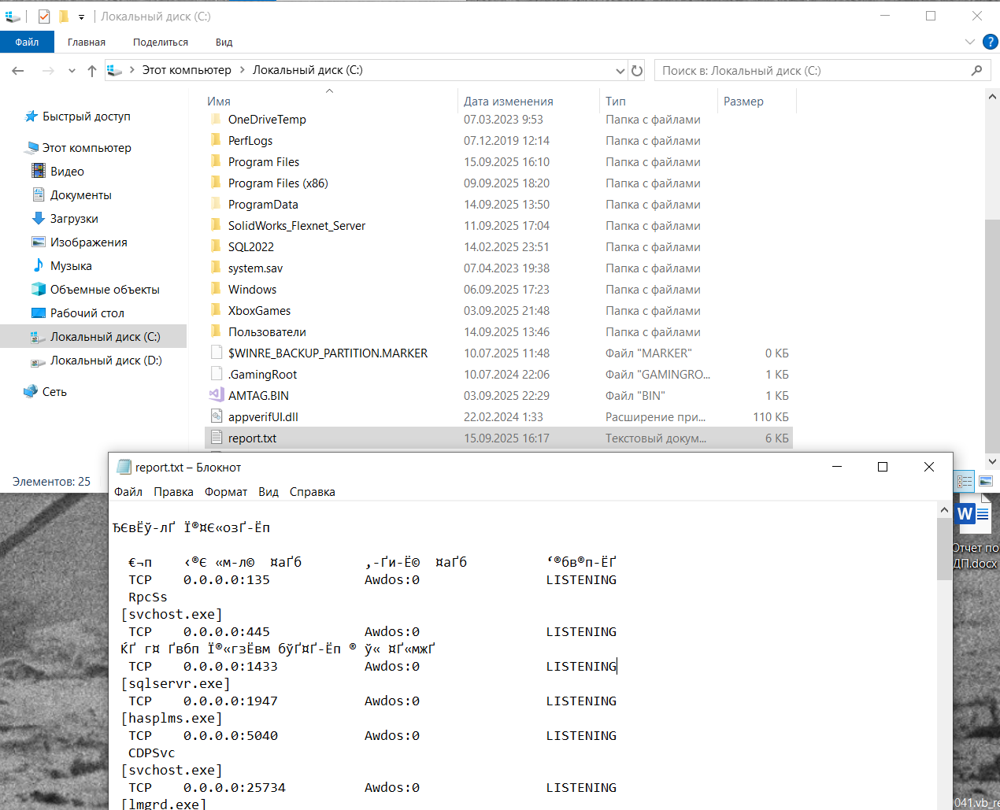 Локальный диск (C:)
Файл Главная Поделиться Вид
Этот компьютер Локальный диск (C:) Поиск в: Локальный диск (C:)
Имя Дата изменения Тип Размер
Быстрый доступ
Этот компьютер
Видео
Документы
Загрузки
Изображения
Музыка
Объемные объекты
Рабочий стол
Локальный диск (C:)
Локальный диск (D:)
Сеть
OneDriveTemp 07.03.2023 9:53 Папка с файлами
PerfLogs 07.12.2019 12:14 Папка с файлами
Program Files 15.09.2025 16:10 Папка с файлами
Program Files (x86) 09.09.2025 18:20 Папка с файлами
ProgramData 14.09.2025 13:50 Папка с файлами
SolidWorks_Flexnet_Server 11.09.2025 17:04 Папка с файлами
SQL2022 14.02.2025 23:51 Папка с файлами
system.sav 07.04.2023 19:38 Папка с файлами
Windows 06.09.2025 17:23 Папка с файлами
XboxGames 03.09.2025 21:48 Папка с файлами
Пользователи 14.09.2025 13:46 Папка с файлами
$WINRE_BACKUP_PARTITION.MARKER 10.07.2025 11:48 Файл "MARKER" 0 КБ
.GamingRoot 10.07.2024 22:06 Файл "GAMINGRO... 1 КБ
AMTAG.BIN 03.09.2025 22:29 Файл "BIN" 1 КБ
appverifUI.dll 22.02.2024 1:33 Расширение при... 110 КБ
report.txt 15.09.2025 16:17 Текстовый докум... 6 КБ
Элементов: 25
report.txt – Блокнот
Файл Правка Формат Вид Справка
ЂЄвЁў-лҐ Ї®¤Є«озҐ-Ёп
€¬п ‹®Є «м-л© ¤аҐб ‚-Ґи-Ё© ¤аҐб ‘®бв®п-ЁҐ
TCP 0.0.0.0:135 Awdos:0 LISTENING
RpcSs
[svchost.exe]
TCP 0.0.0.0:445 Awdos:0 LISTENING
ЌҐ г¤ Ґвбп Ї®«гзЁвм бўҐ¤Ґ-Ёп ® ў« ¤Ґ«мжҐ
TCP 0.0.0.0:1433 Awdos:0 LISTENING
[sqlservr.exe]
TCP 0.0.0.0:1947 Awdos:0 LISTENING
[hasplms.exe]
TCP 0.0.0.0:5040 Awdos:0 LISTENING
CDPSvc
[svchost.exe]
TCP 0.0.0.0:25734 Awdos:0 LISTENING
[lmgrd.exe]
W
Отчет по
ДП.docx
041.vb_re